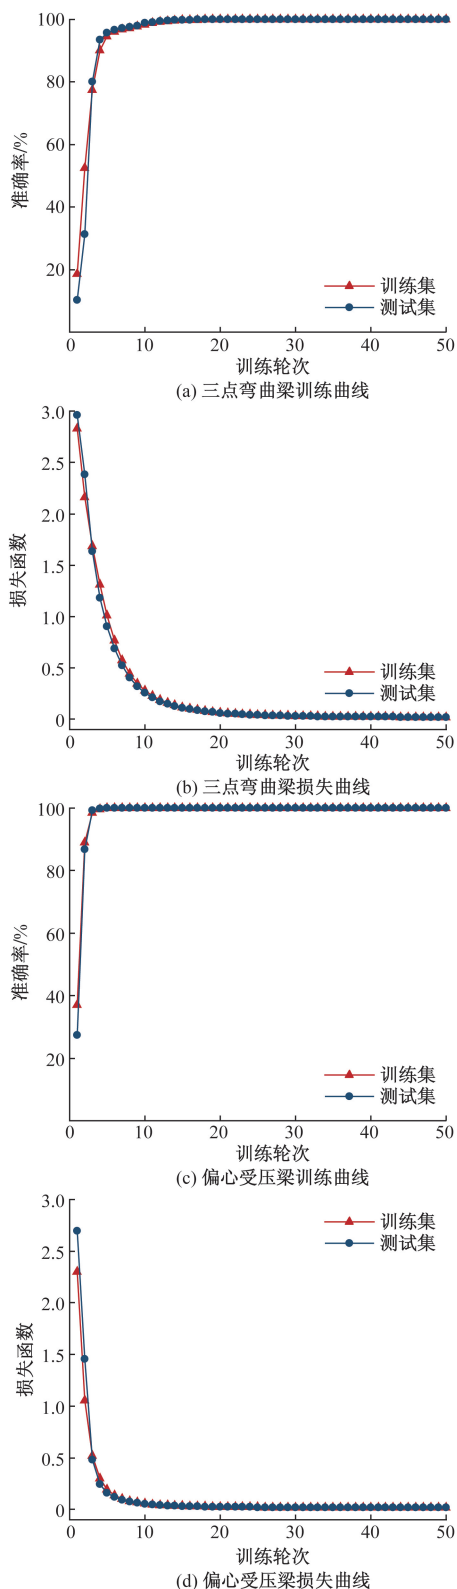 100
80
60
40
20
准确率/%
训练集
测试集
0 10 20 30 40 50
训练轮次
(a) 三点弯曲梁训练曲线
3.0
2.5
2.0
1.5
1.0
0.5
0
损失函数
训练集
测试集
0 10 20 30 40 50
训练轮次
(b) 三点弯曲梁损失曲线
100
80
60
40
20
准确率/%
训练集
测试集
0 10 20 30 40 50
训练轮次
(c) 偏心受压梁训练曲线
3.0
2.5
2.0
1.5
1.0
0.5
0
损失函数
训练集
测试集
0 10 20 30 40 50
训练轮次
(d) 偏心受压梁损失曲线